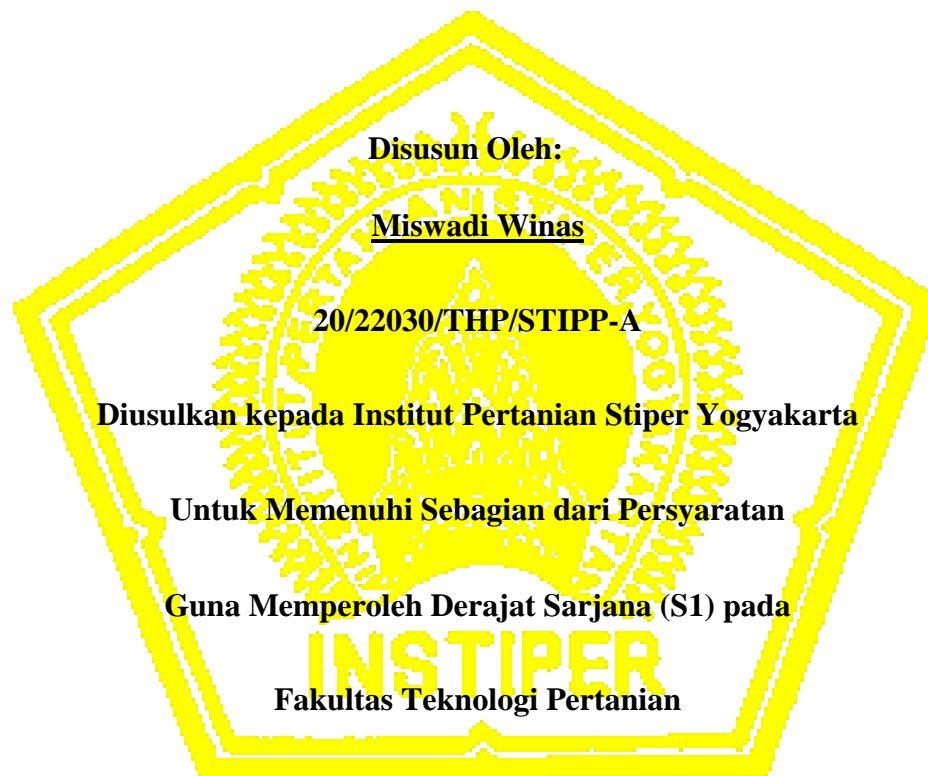 Disusun Oleh:
Miswadi Winas
20/22030/THP/STIPP-A
Diusulkan kepada Institut Pertanian Stiper Yogyakarta
Untuk Memenuhi Sebagian dari Persyaratan
Guna Memperoleh Derajat Sarjana (S1) pada
INSTIPER
Fakultas Teknologi Pertanian